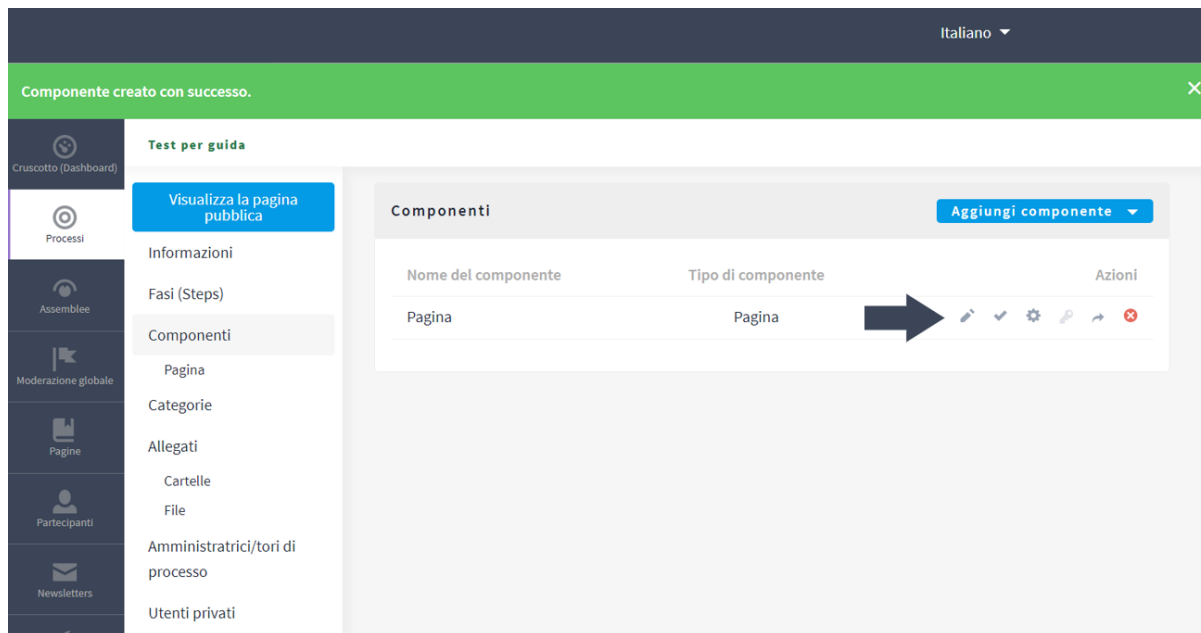 Italiano
Componente creato con successo.
Cruscotto (Dashboard)
Processi
Assemblee
Moderazione globale
Pagine
Partecipanti
Newsletters
Test per guida
Visualizza la pagina
pubblica
Informazioni
Fasi (Steps)
Componenti
Pagina
Categorie
Allegati
Cartelle
File
Amministratrici/tori di
processo
Utenti privati
Componenti
Aggiungi componente
Nome del componente Tipo di componente Azioni
Pagina Pagina